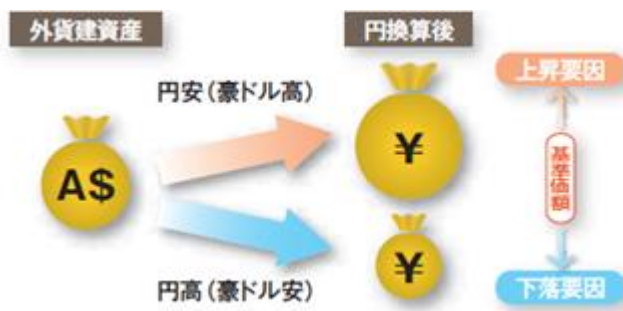 外貨建資産
円換算後
上昇要因
円安(豪ドル高)
¥
A$
基準価額
¥
円高(豪ドル安)
下落要因